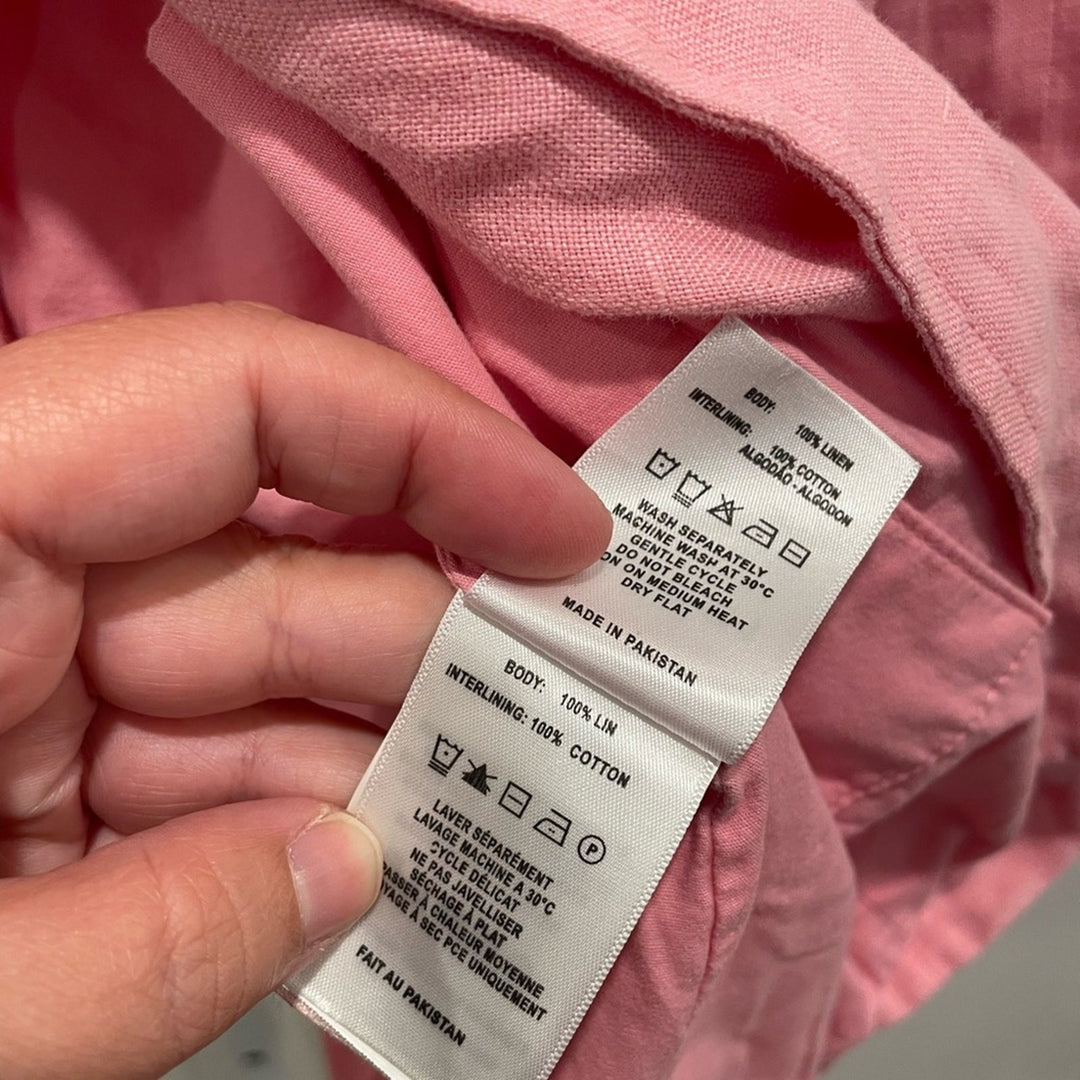 BODY: 100% LINEN
INTERLINING: 100% COTTON
ALGODÃO - ALGODON
WASH SEPARATELY
MACHINE WASH AT 30°C
GENTLE CYCLE
DO NOT BLEACH
ON MEDIUM HEAT
DRY FLAT
MADE IN PAKISTAN
BODY: 100% LIN
INTERLINING: 100% COTTON
P
LAVER SÉPARÉMENT
LAVAGE MACHINE A 30°C
CYCLE DÉLICAT
NE PAS JAVELLISER
SÉCHAGE À PLAT
À CHALEUR MOYENNE
À SEC PCE UNIQUEMENT
FAIT AU PAKISTAN